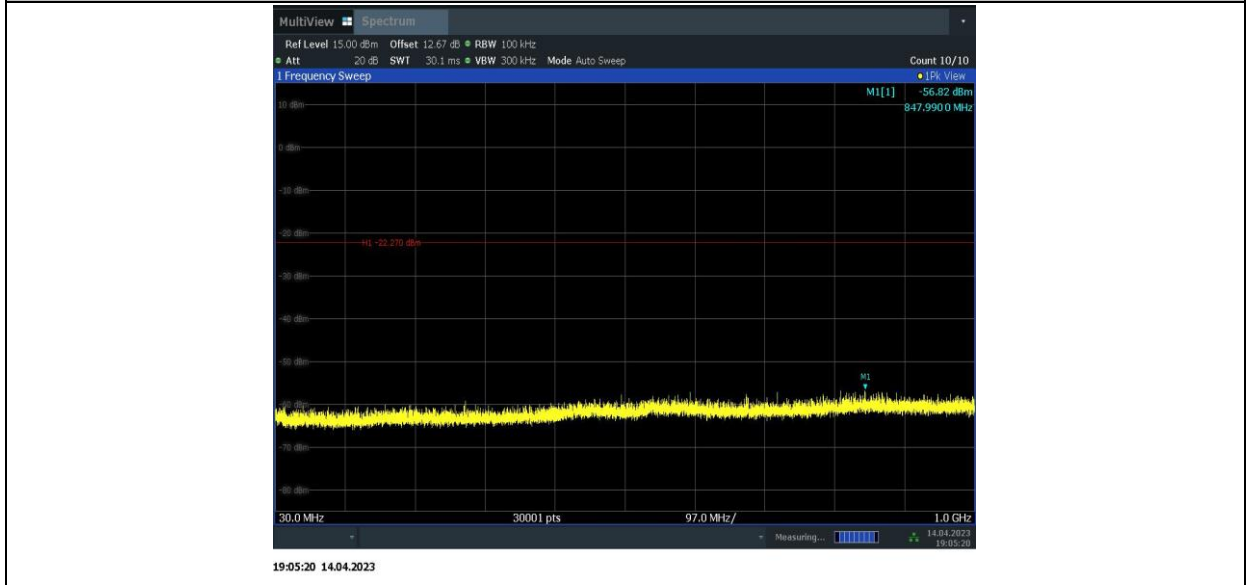 MultiView Spectrum
Ref Level 15.00 dBm Offset 12.67 dB RBW 100 kHz
Att 20 dB SWT 30.1 ms VBW 300 kHz Mode Auto Sweep Count 10/10
1 Frequency Sweep 1Pk View
M1[1] -56.82 dBm
847.9900 MHz
10 dBm
0 dBm
-10 dBm
-20 dBm
H1 -22.270 dBm
-30 dBm
-40 dBm
-50 dBm
M1
-60 dBm
-70 dBm
-80 dBm
30.0 MHz 30001 pts 97.0 MHz/ 1.0 GHz
Measuring... 14.04.2023
19:05:20
19:05:20 14.04.2023